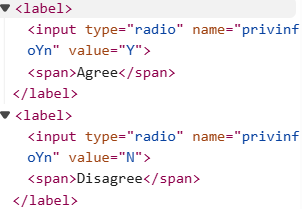 <label>
<input type="radio" name="privinf
oYn" value="Y">
<span>Agree</span>
</label>
<label>
<input type="radio" name="privinf
oYn" value="N">
<span>Disagree</span>
</label>